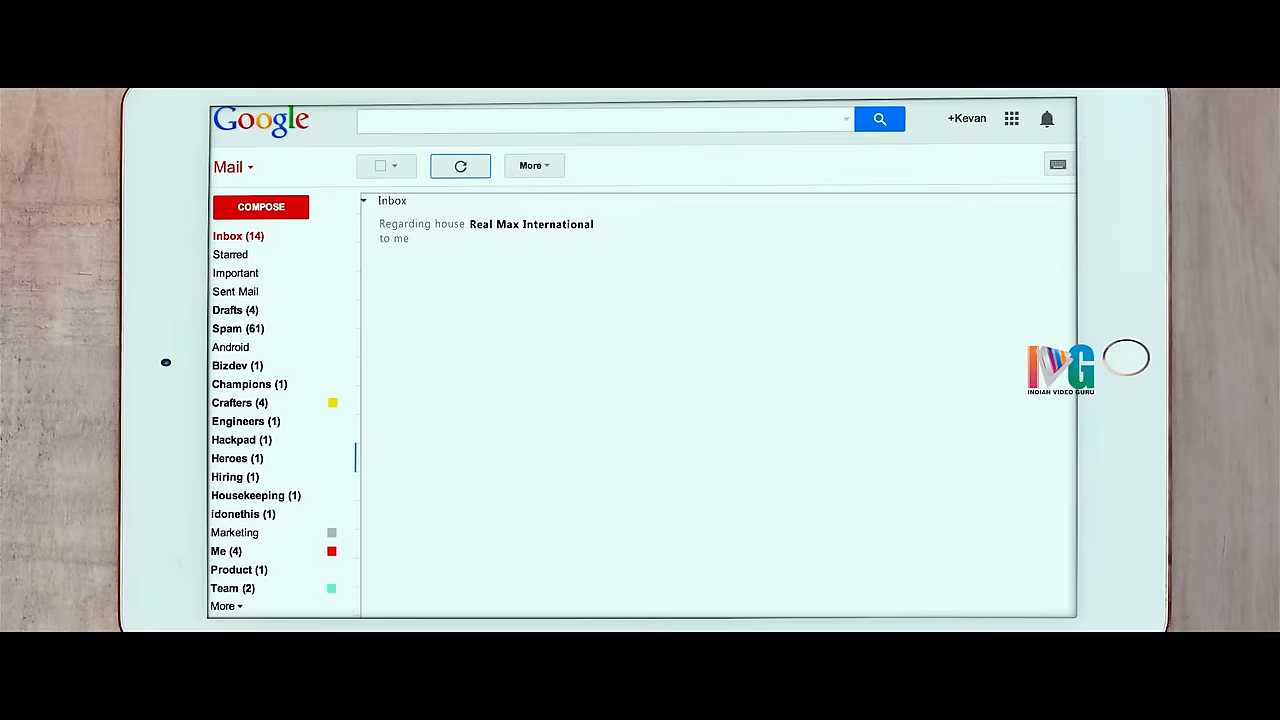 Google
+Kevan
Mail
More
COMPOSE
Inbox
Regarding house Real Max International
to me
Inbox (14)
Starred
Important
Sent Mail
Drafts (4)
Spam (61)
Android
Bizdev (1)
Champions (1)
Crafters (4)
Engineers (1)
Hackpad (1)
Heroes (1)
Hiring (1)
Housekeeping (1)
idonethis (1)
Marketing
Me (4)
Product (1)
Team (2)
More
IVG
INDIAN VIDEO GURU